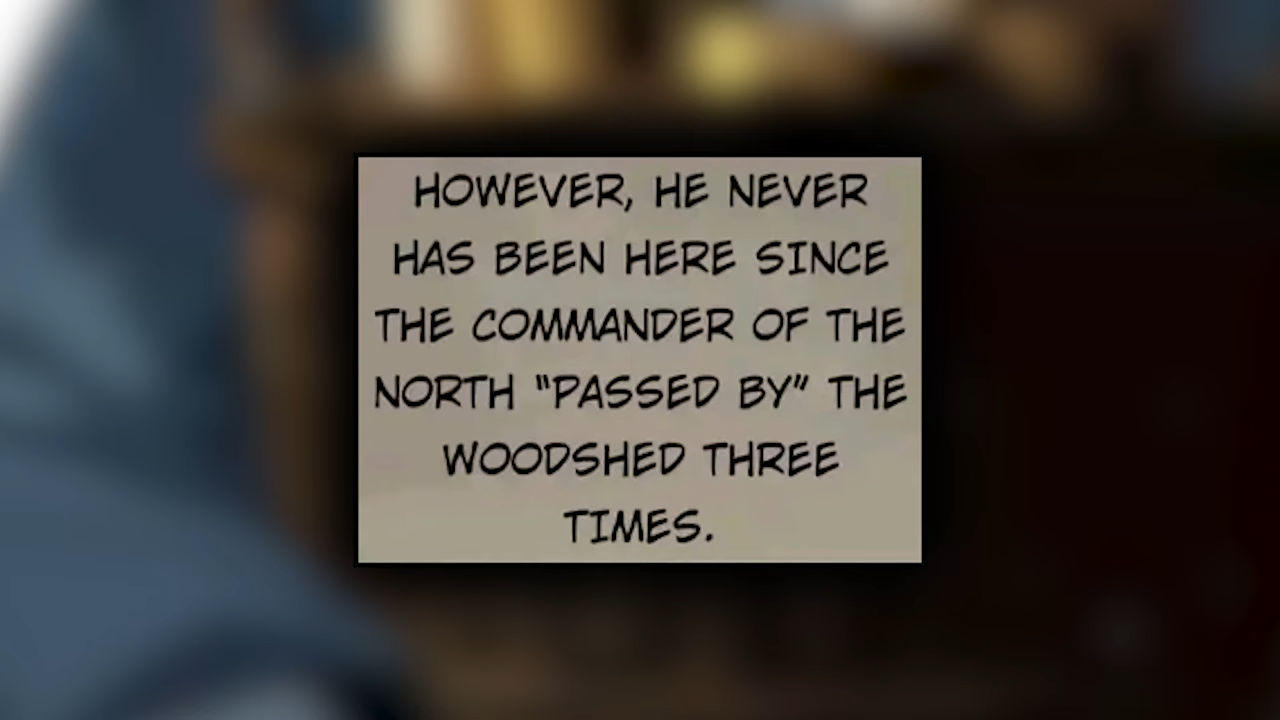 HOWEVER, HE NEVER
HAS BEEN HERE SINCE
THE COMMANDER OF THE
NORTH "PASSED BY" THE
WOODSHED THREE
TIMES.